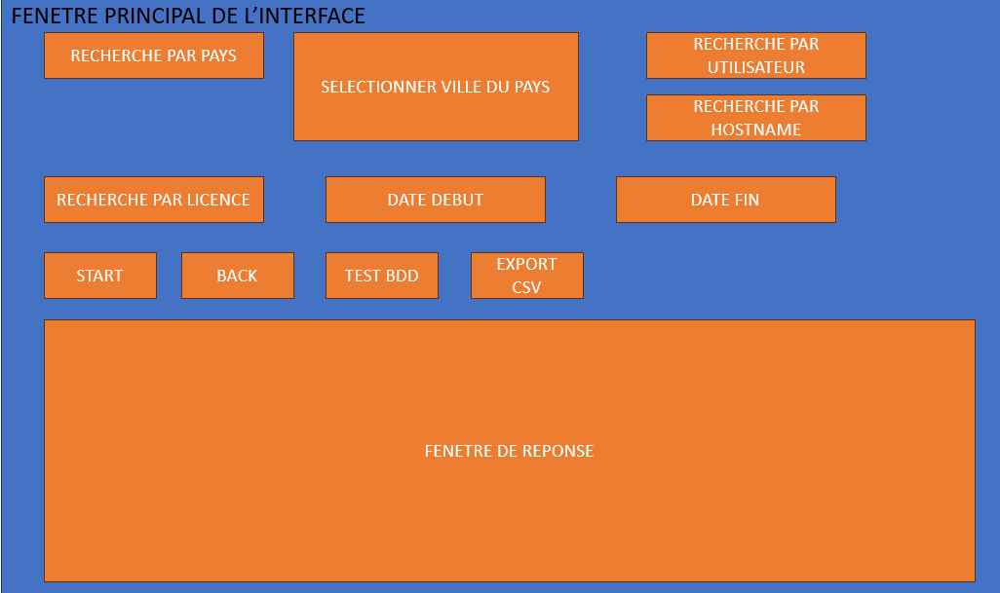 FENETRE PRINCIPAL DE L’INTERFACE
RECHERCHE PAR PAYS
SELECTIONNER VILLE DU PAYS
RECHERCHE PAR
UTILISATEUR
RECHERCHE PAR
HOSTNAME
RECHERCHE PAR LICENCE
DATE DEBUT
DATE FIN
START
BACK
TEST BDD
EXPORT
CSV
FENETRE DE REPONSE